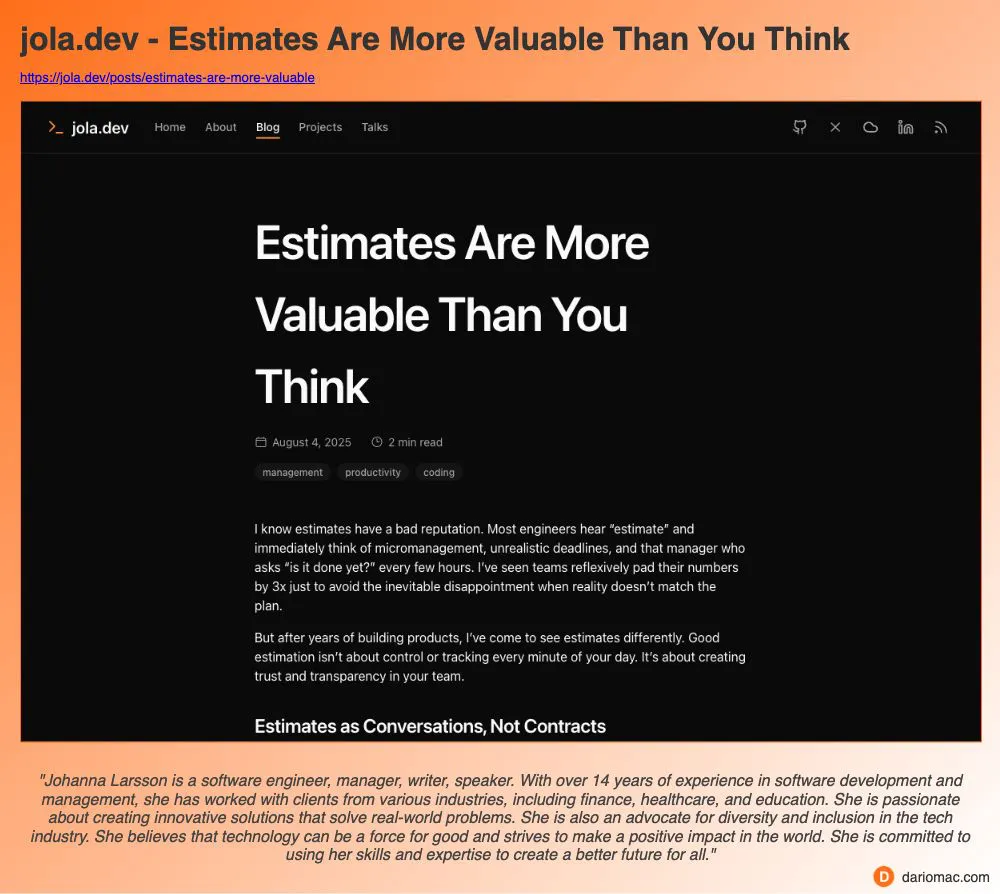 jola.dev - Estimates Are More Valuable Than You Think
https://jola.dev/posts/estimates-are-more-valuable
>_ jola.dev Home About Blog Projects Talks
Estimates Are More
Valuable Than You
Think
August 4, 2025 2 min read
management productivity coding
I know estimates have a bad reputation. Most engineers hear “estimate” and
immediately think of micromanagement, unrealistic deadlines, and that manager who
asks “is it done yet?” every few hours. I’ve seen teams reflexively pad their numbers
by 3x just to avoid the inevitable disappointment when reality doesn’t match the
plan.
But after years of building products, I’ve come to see estimates differently. Good
estimation isn’t about control or tracking every minute of your day. It’s about creating
trust and transparency in your team.
Estimates as Conversations, Not Contracts
"Johanna Larsson is a software engineer, manager, writer, speaker. With over 14 years of experience in software development and
management, she has worked with clients from various industries, including finance, healthcare, and education. She is passionate
about creating innovative solutions that solve real-world problems. She is also an advocate for diversity and inclusion in the tech
industry. She believes that technology can be a force for good and strives to make a positive impact in the world. She is committed to
using her skills and expertise to create a better future for all."
D dariomac.com